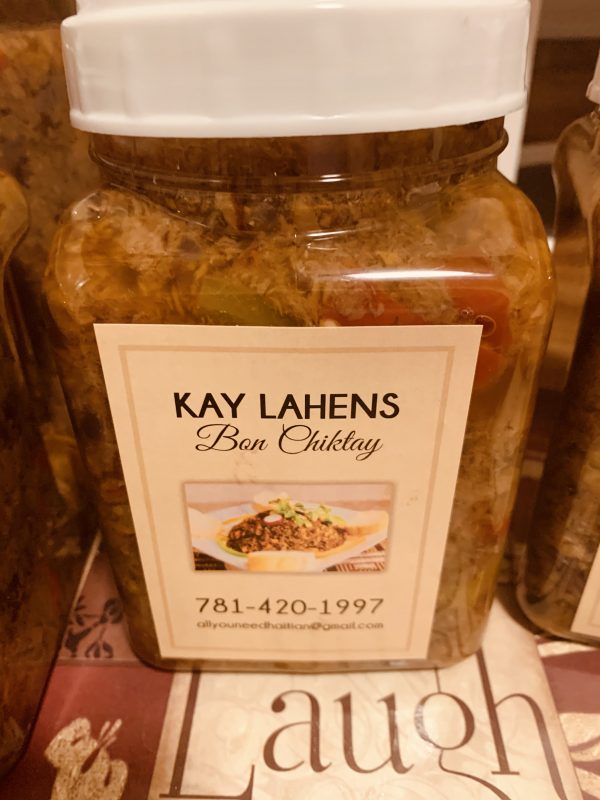 KAY LAHENS
Bon Chiktay
781-420-1997
allyouneedhaitian@gmail.com
Laugh